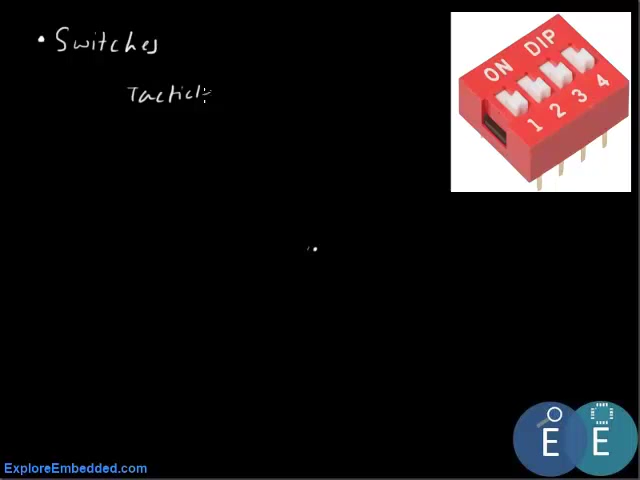 • Switches
Tactile
ON DIP
1 2 3 4
E E
ExploreEmbedded.com